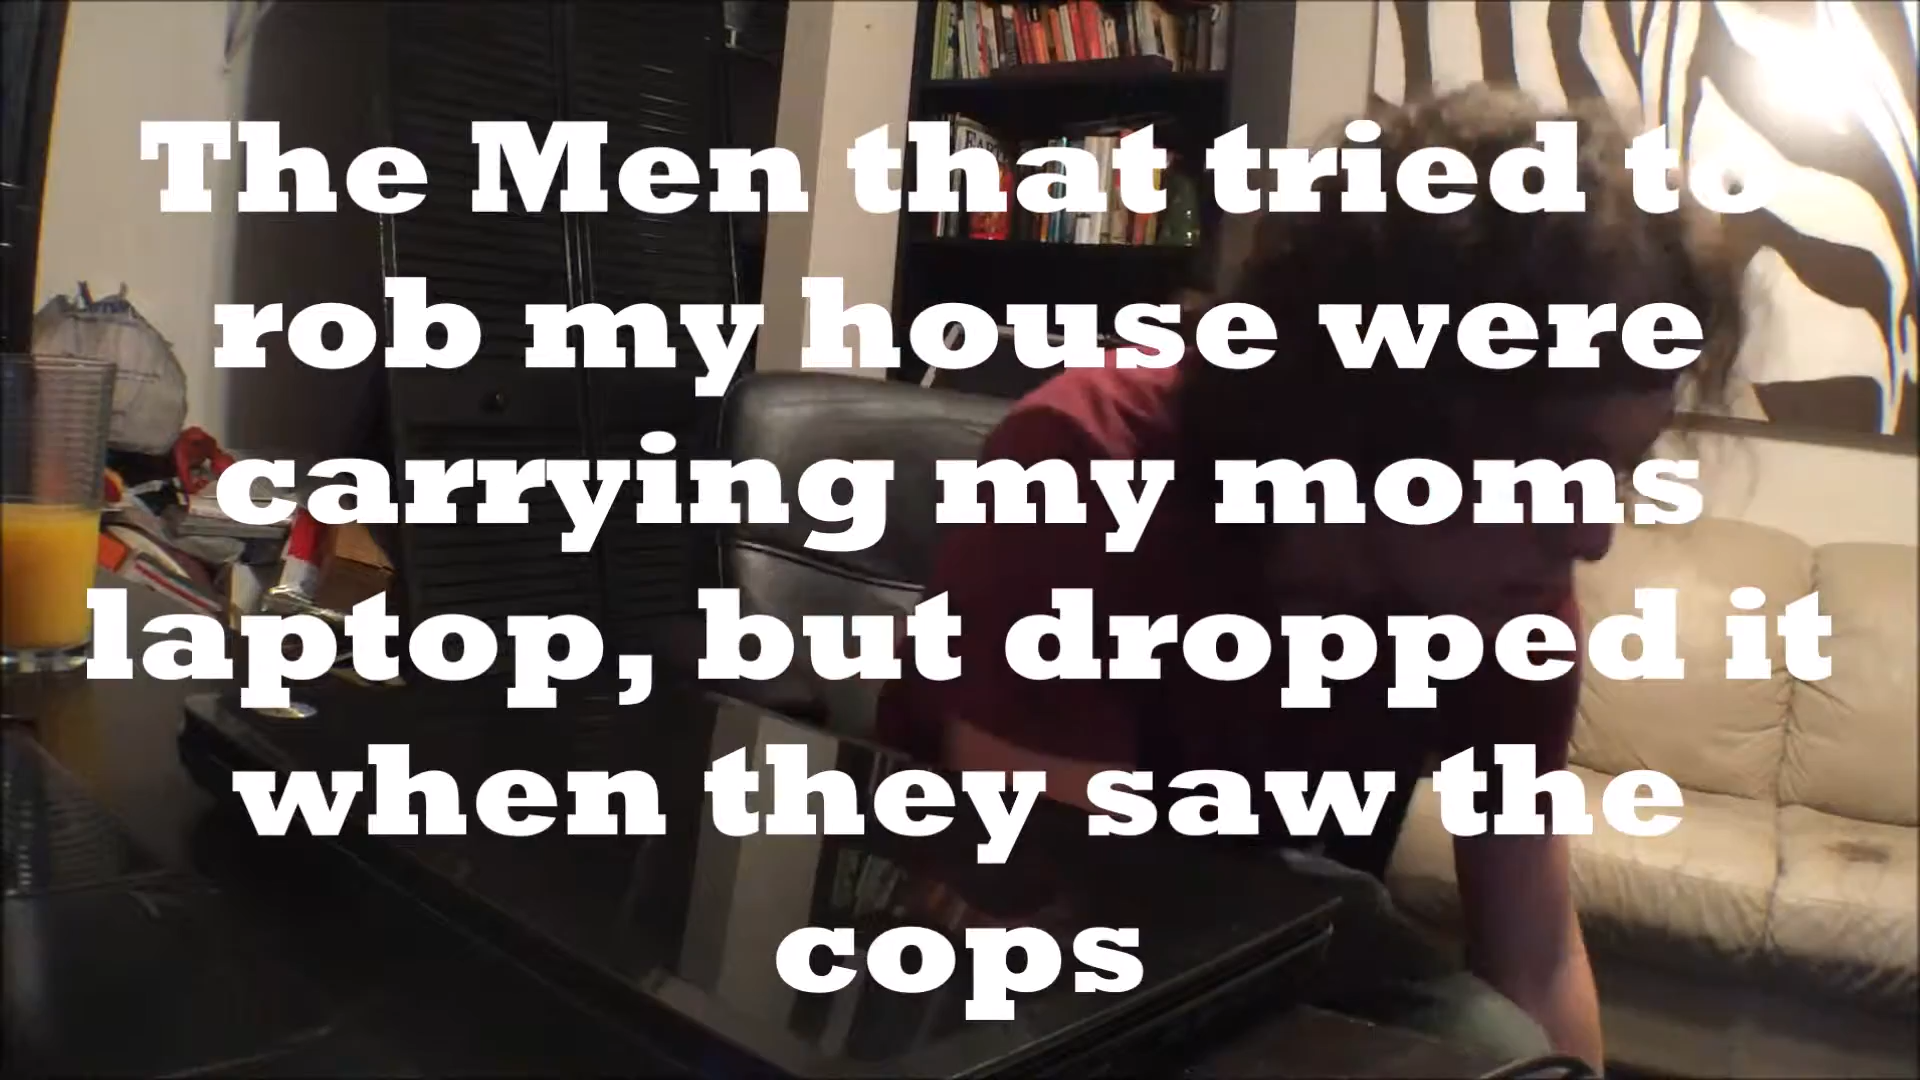 The Men that tried to
rob my house were
carrying my moms
laptop, but dropped it
when they saw the
cops